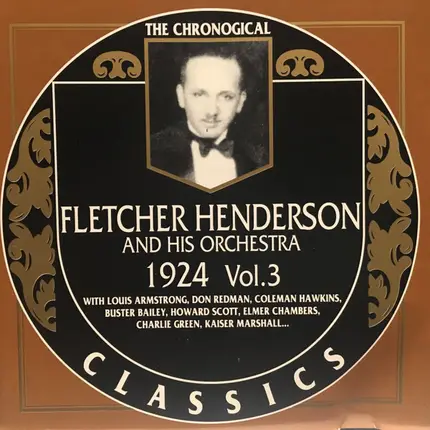 THE CHRONOGICAL
FLETCHER HENDERSON
AND HIS ORCHESTRA
1924 Vol.3
WITH LOUIS ARMSTRONG, DON REDMAN, COLEMAN HAWKINS,
BUSTER BAILEY, HOWARD SCOTT, ELMER CHAMBERS,
CHARLIE GREEN, KAISER MARSHALL...
CLASSICS